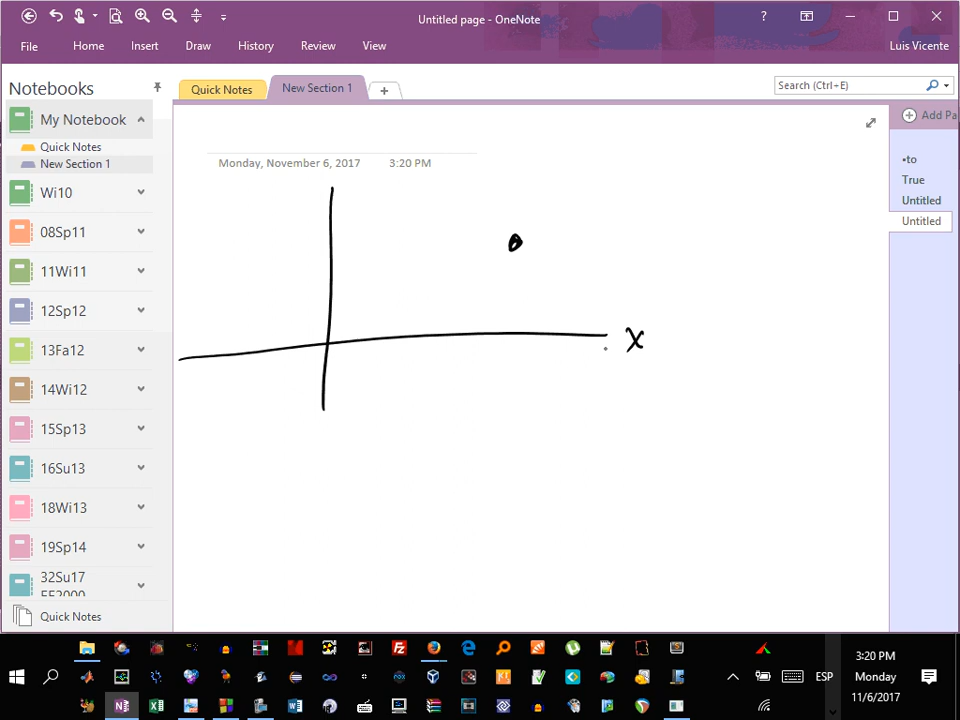 Untitled page - OneNote
?
File Home Insert Draw History Review View
Luis Vicente
Notebooks
Quick Notes
New Section 1
+
Search (Ctrl+E)
My Notebook
Quick Notes
New Section 1
Wi10
08Sp11
11Wi11
12Sp12
13Fa12
14Wi12
15Sp13
16Su13
18Wi13
19Sp14
32Su17
Quick Notes
Monday, November 6, 2017 3:20 PM
x
Add Pa
•to
True
Untitled
Untitled
ESP
3:20 PM
Monday
11/6/2017